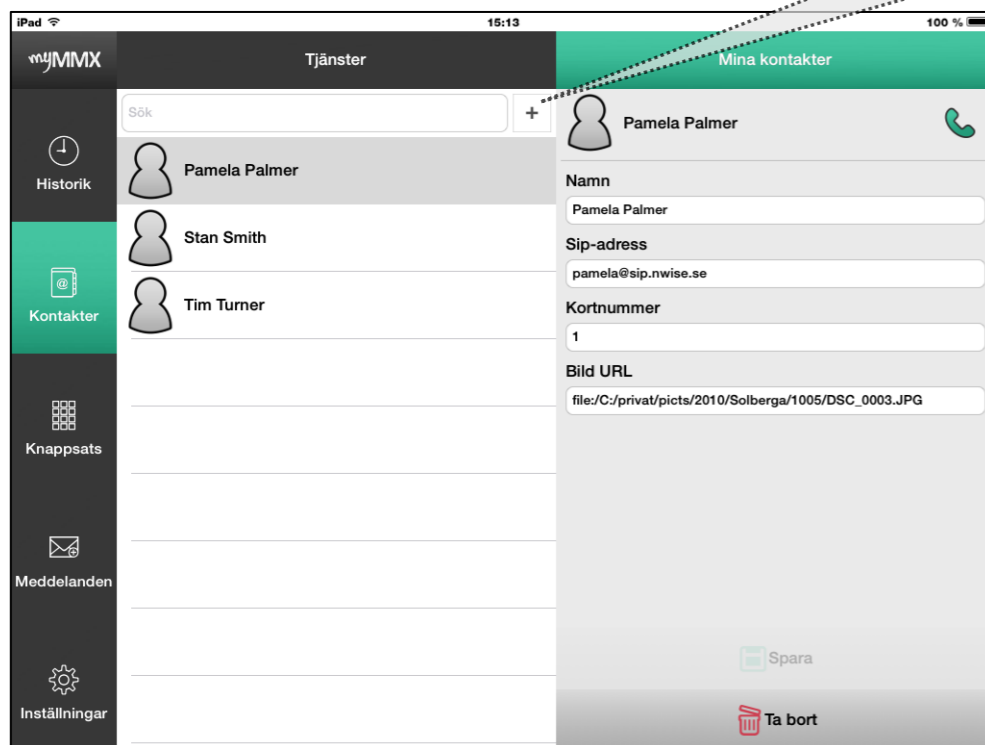 iPad 15:13 100 %
myMMX
Tjänster
Mina kontakter
Historik
Kontakter
Knappsats
Meddelanden
Inställningar
Sök +
Pamela Palmer
Stan Smith
Tim Turner
Pamela Palmer
Namn
Pamela Palmer
Sip-adress
pamela@sip.nwise.se
Kortnummer
1
Bild URL
file:/C:/privat/picts/2010/Solberga/1005/DSC_0003.JPG
Spara
Ta bort